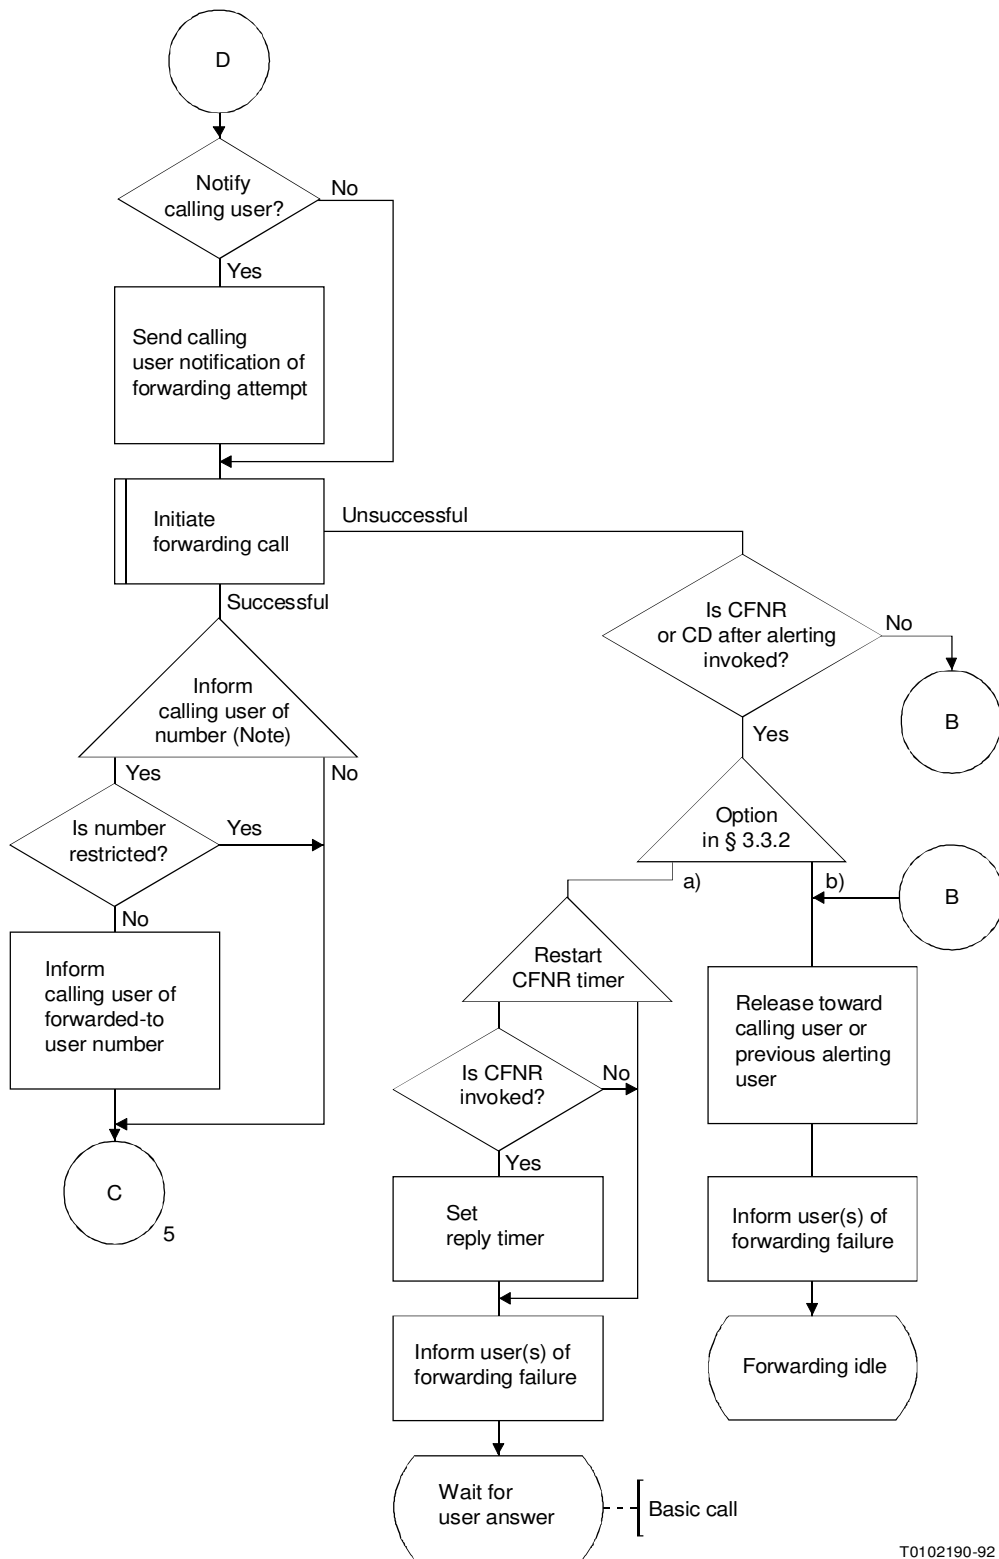 D
Notify
calling user?
No
Yes
Send calling
user notification of
forwarding attempt
Initiate
forwarding call
Unsuccessful
Successful
Is CFNR
or CD after alerting
invoked?
No
B
Yes
Inform
calling user of
number (Note)
Yes
No
Is number
restricted?
Yes
No
Inform
calling user of
forwarded-to
user number
C
5
Option
in § 3.3.2
a)
b)
B
Restart
CFNR timer
Is CFNR
invoked?
No
Yes
Set
reply timer
Inform user(s) of
forwarding failure
Wait for
user answer
Basic call
Release toward
calling user or
previous alerting
user
Inform user(s) of
forwarding failure
Forwarding idle
T0102190-92